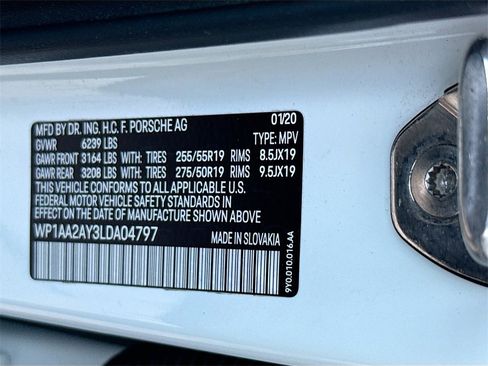 MFD BY DR. ING. H.C. F. PORSCHE AG 01/20
GVWR 6239 LBS TYPE: MPV
GAWR FRONT 3164 LBS WITH: TIRES 255/55R19 RIMS 8.5JX19
GAWR REAR 3208 LBS WITH: TIRES 275/50R19 RIMS 9.5JX19
THIS VEHICLE CONFORMS TO ALL APPLICABLE U.S.
FEDERAL MOTOR VEHICLE SAFETY STANDARDS IN
EFFECT ON THE DATE OF MANUFACTURE SHOWN ABOVE
WP1AA2AY3LDA04797 MADE IN SLOVAKIA
9Y0.010.016.AA